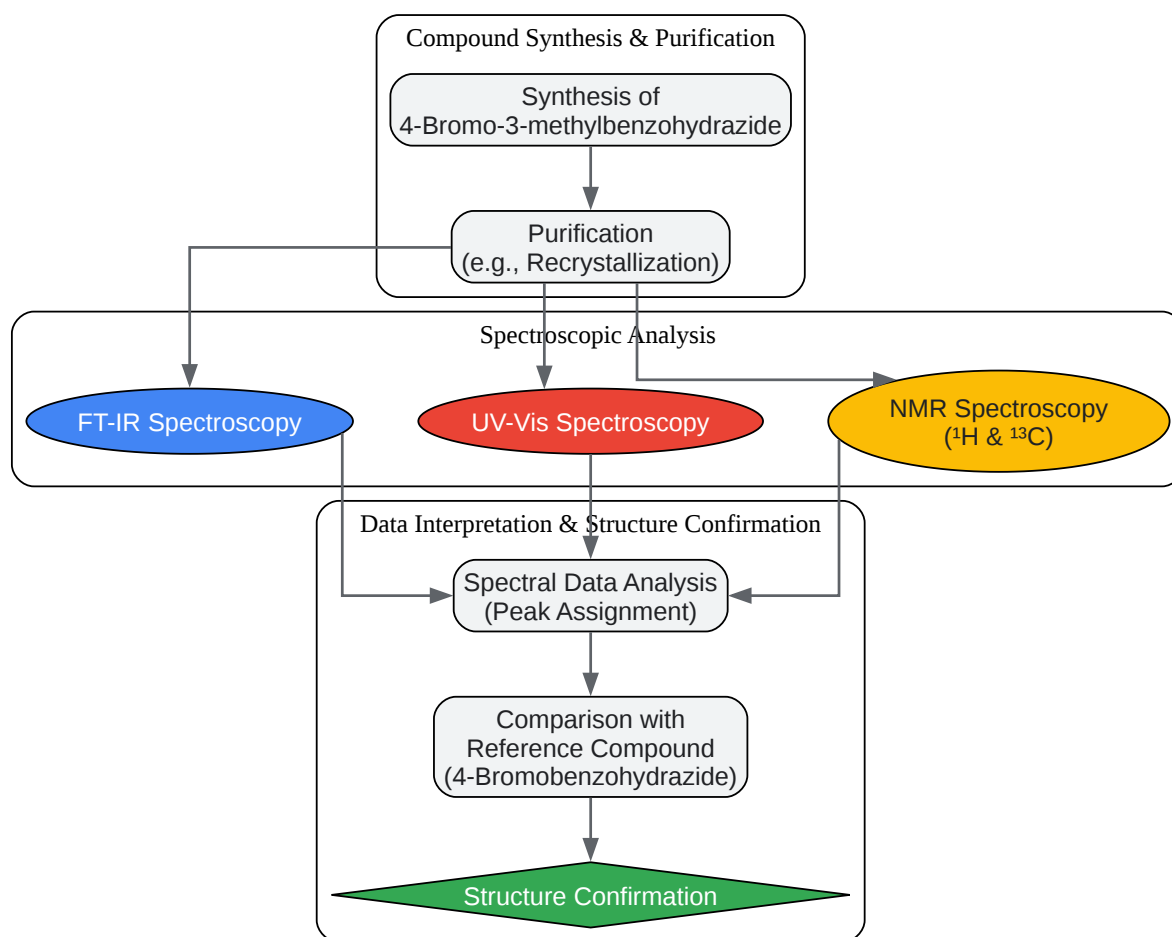 Compound Synthesis & Purification
Synthesis of
4-Bromo-3-methylbenzohydrazide
Purification
(e.g., Recrystallization)
Spectroscopic Analysis
FT-IR Spectroscopy
UV-Vis Spectroscopy
NMR Spectroscopy
(¹H & ¹³C)
Data Interpretation & Structure Confirmation
Spectral Data Analysis
(Peak Assignment)
Comparison with
Reference Compound
(4-Bromobenzohydrazide)
Structure Confirmation